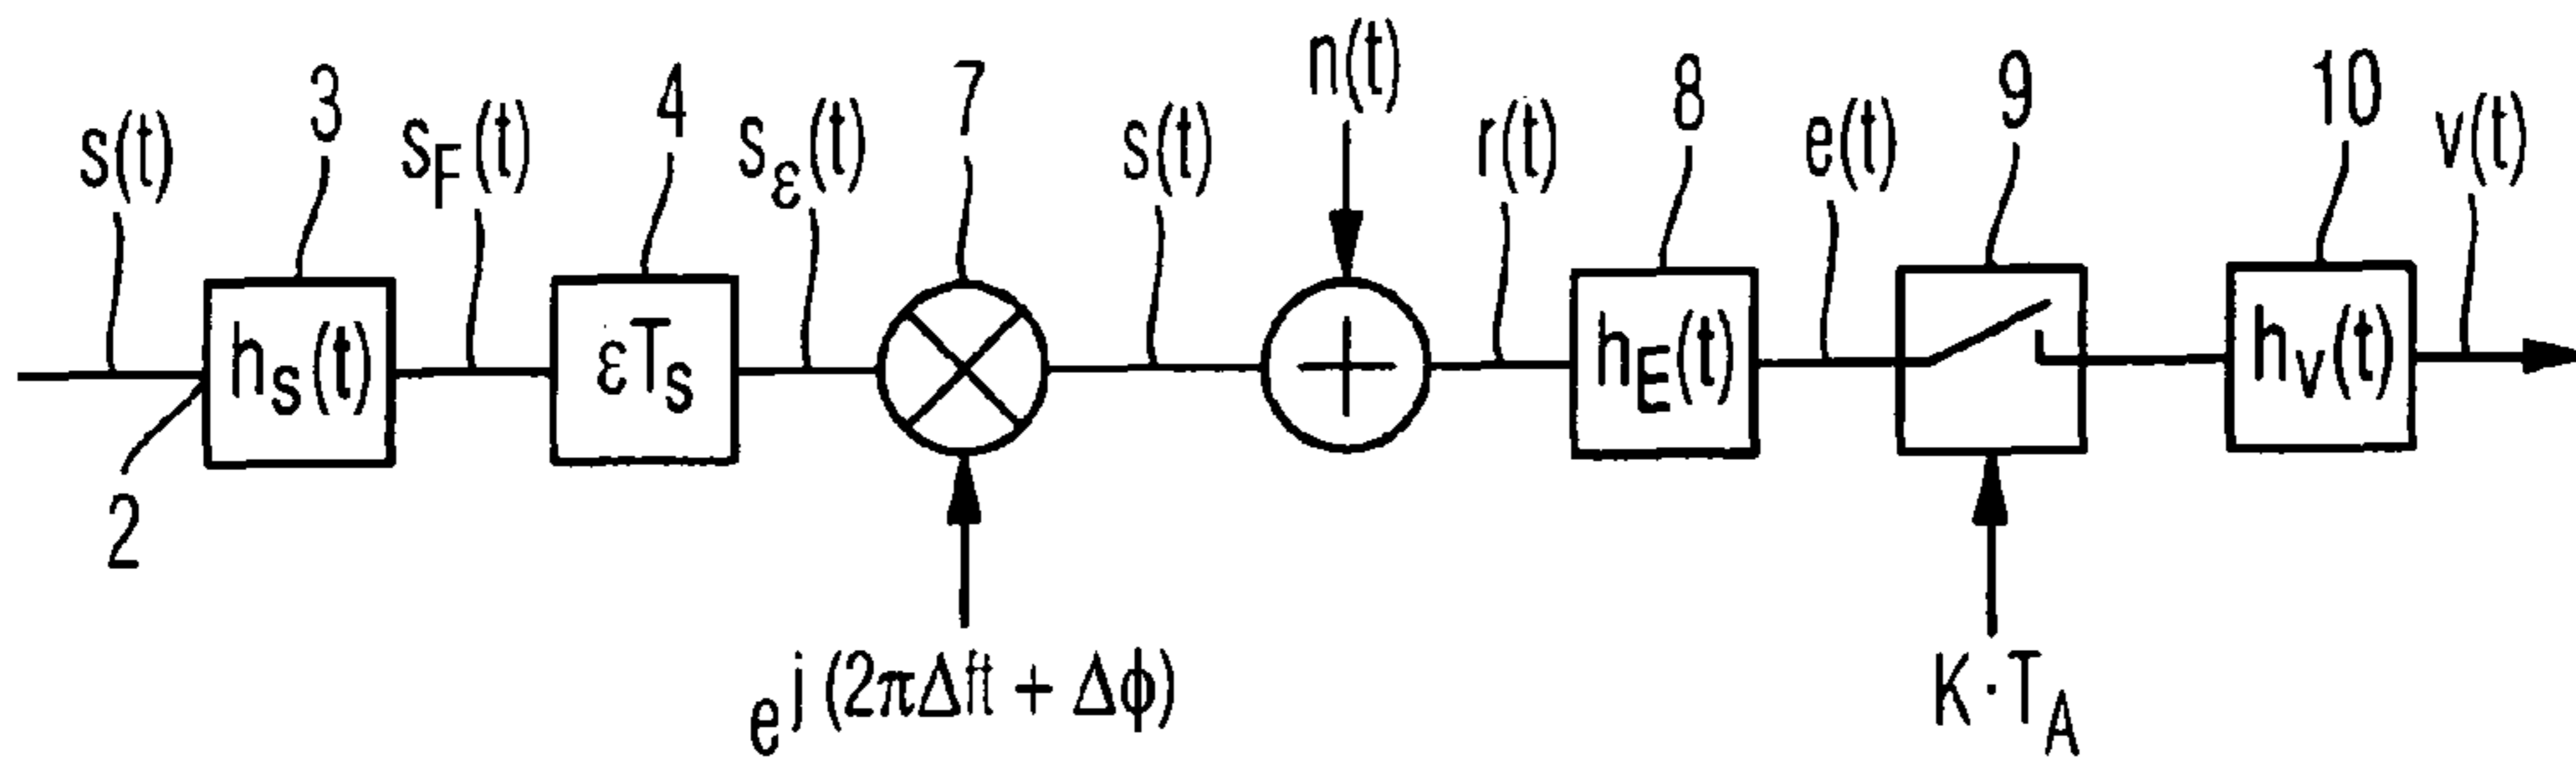 s(t)
3
s_F(t)
4
s_ε(t)
7
s(t)
n(t)
r(t)
8
e(t)
9
10
v(t)
h_S(t)
εT_S
h_E(t)
h_V(t)
2
e^j(2πΔft + Δϕ)
K·T_A